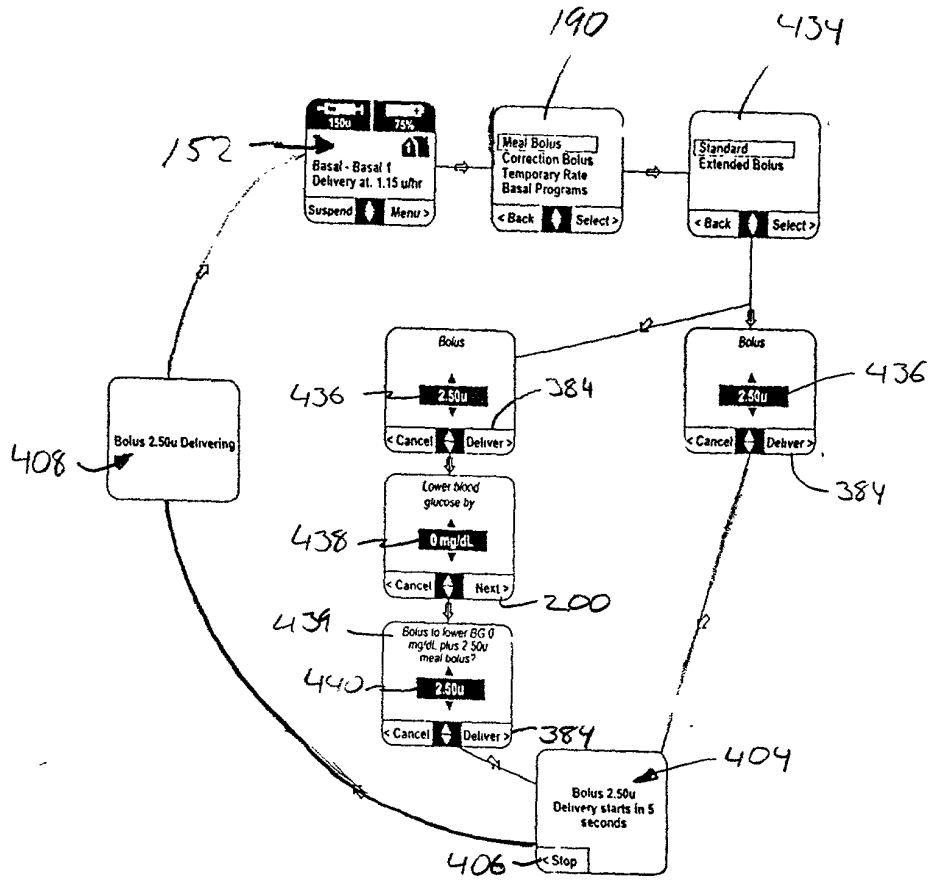 190
434
150u
75%
152
Basal - Basal 1
Delivery at. 1.15 u/hr
Suspend
Menu >
Meal Bolus
Correction Bolus
Temporary Rate
Basal Programs
< Back
Select >
Standard
Extended Bolus
< Back
Select >
Bolus
436
2.50u
384
< Cancel
Deliver >
Bolus
2.50u
436
< Cancel
Deliver >
384
408
Bolus 2.50u Delivering
Lower blood
glucose by
438
0 mg/dL
< Cancel
Next >
200
439
Bolus to lower BG 0
mg/dL plus 2 50u
meal bolus?
440
2.50u
< Cancel
Deliver >
384
404
Bolus 2.50u
Delivery starts in 5
seconds
406
< Stop